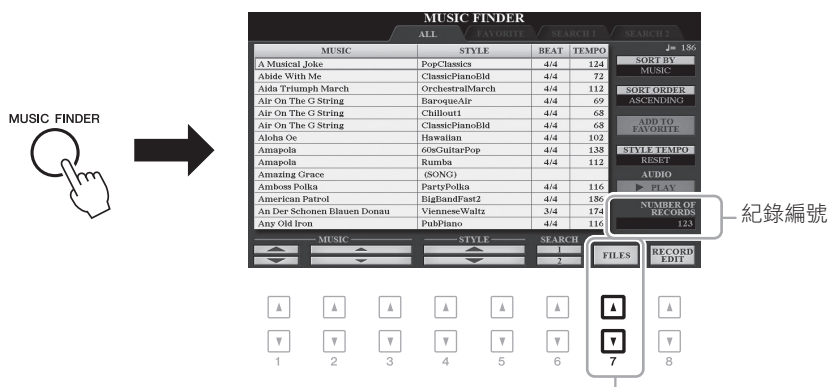 MUSIC FINDER
MUSIC FINDER
ALL FAVORITE SEARCH 1 SEARCH 2
MUSIC STYLE BEAT TEMPO
A Musical Joke PopClassics 4/4 124
Abide With Me ClassicPianoBld 4/4 72
Aida Triumph March OrchestralMarch 4/4 112
Air On The G String BaroqueAir 4/4 69
Air On The G String Chillout1 4/4 68
Air On The G String ClassicPianoBld 4/4 68
Aloha Oe Hawaiian 4/4 102
Amapola 60sGuitarPop 4/4 138
Amapola Rumba 4/4 112
Amazing Grace (SONG)
Amboss Polka PartyPolka 4/4 116
American Patrol BigBandFast2 4/4 186
An Der Schonen Blauen Donau VienneseWaltz 3/4 174
Any Old Iron PubPiano 4/4 116
♩= 186
SORT BY
MUSIC
SORT ORDER
ASCENDING
ADD TO
FAVORITE
STYLE TEMPO
RESET
AUDIO
▶ PLAY
NUMBER OF
RECORDS
123
紀錄編號
MUSIC STYLE SEARCH
1
2
FILES
RECORD
EDIT
1 2 3 4 5 6 7 8